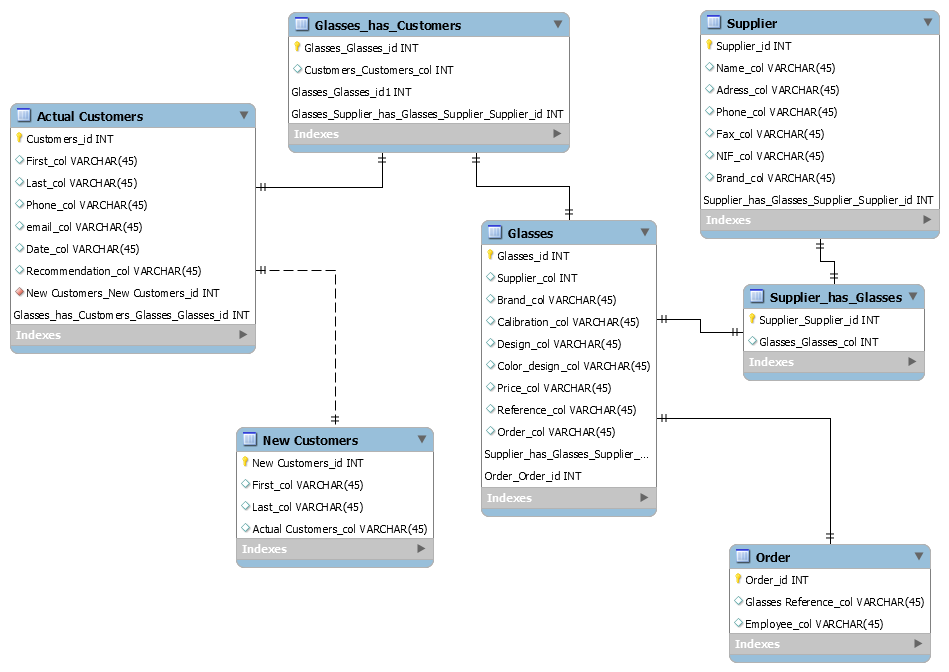 Glasses_has_Customers
Glasses_Glasses_id INT
Customers_Customers_col INT
Glasses_Glasses_id1 INT
Glasses_Supplier_has_Glasses_Supplier_Supplier_id INT
Indexes
Supplier
Supplier_id INT
Name_col VARCHAR(45)
Adress_col VARCHAR(45)
Phone_col VARCHAR(45)
Fax_col VARCHAR(45)
NIF_col VARCHAR(45)
Brand_col VARCHAR(45)
Supplier_has_Glasses_Supplier_Supplier_id INT
Indexes
Actual Customers
Customers_id INT
First_col VARCHAR(45)
Last_col VARCHAR(45)
Phone_col VARCHAR(45)
email_col VARCHAR(45)
Date_col VARCHAR(45)
Recommendation_col VARCHAR(45)
New Customers_New Customers_id INT
Glasses_has_Customers_Glasses_Glasses_id INT
Indexes
Glasses
Glasses_id INT
Supplier_col INT
Brand_col VARCHAR(45)
Calibration_col VARCHAR(45)
Design_col VARCHAR(45)
Color_design_col VARCHAR(45)
Price_col VARCHAR(45)
Reference_col VARCHAR(45)
Order_col VARCHAR(45)
Supplier_has_Glasses_Supplier_...
Order_Order_id INT
Indexes
Supplier_has_Glasses
Supplier_Supplier_id INT
Glasses_Glasses_col INT
Indexes
New Customers
New Customers_id INT
First_col VARCHAR(45)
Last_col VARCHAR(45)
Actual Customers_col VARCHAR(45)
Indexes
Order
Order_id INT
Glasses Reference_col VARCHAR(45)
Employee_col VARCHAR(45)
Indexes